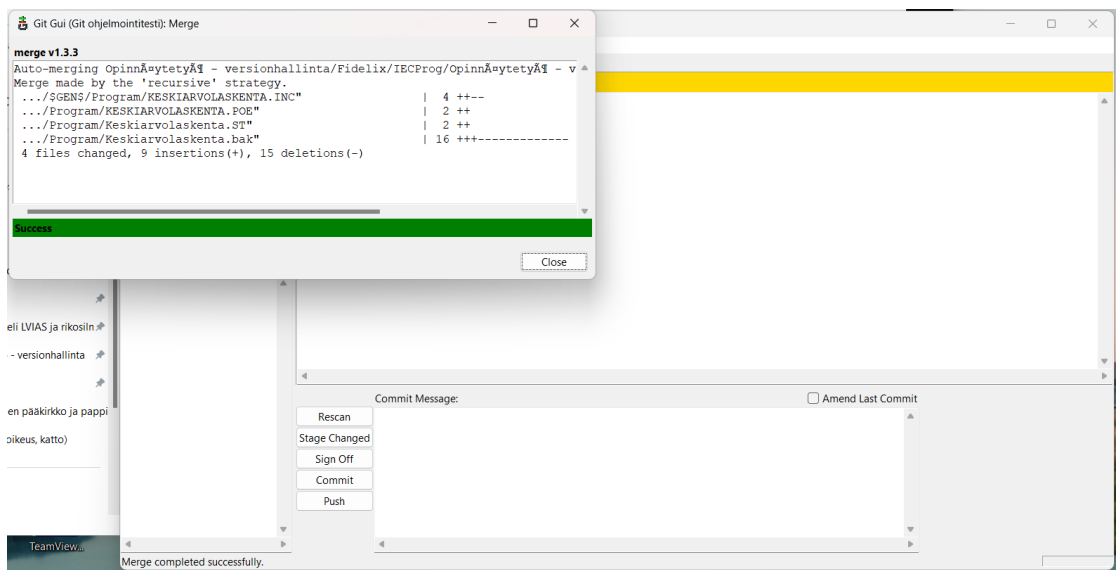 Git Gui (Git ohjelmointitesti): Merge
merge v1.3.3
Auto-merging OpinnÃ¤ytetyÃ¶ - versionhallinta/Fidelix/IECProg/OpinnÃ¤ytetyÃ¶ - v
Merge made by the 'recursive' strategy.
.../$GEN$/Program/KESKIARVOLASKENTA.INC" | 4 ++--
.../Program/KESKIARVOLASKENTA.POE" | 2 ++
.../Program/Keskiarvolaskenta.ST" | 2 ++
.../Program/Keskiarvolaskenta.bak" | 16 +++-------------
4 files changed, 9 insertions(+), 15 deletions(-)
Success
Close
eli LVIAS ja rikosiln
- versionhallinta
en pääkirkko ja pappi
oikeus, katto)
TeamView...
Commit Message:
Amend Last Commit
Rescan
Stage Changed
Sign Off
Commit
Push
Merge completed successfully.